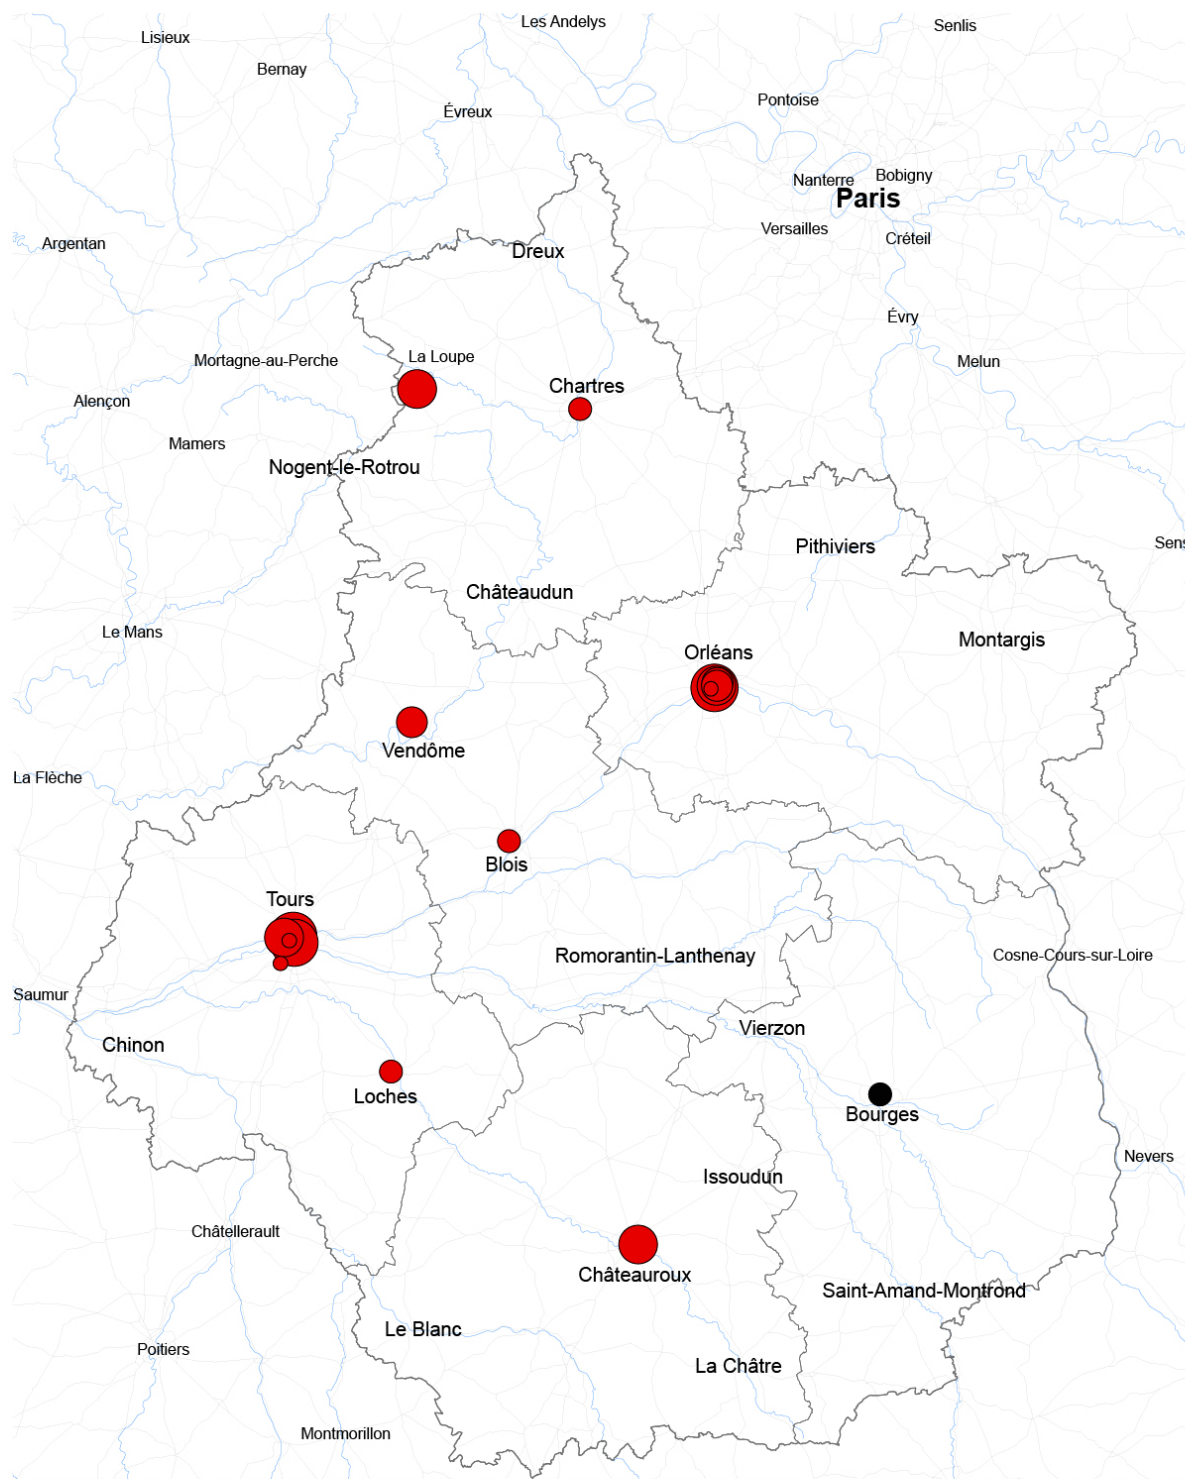 Les Andelys
Senlis
Lisieux
Bernay
Pontoise
Évreux
Nanterre
Bobigny
Paris
Versailles
Créteil
Argentan
Dreux
Évry
La Loupe
Mortagne-au-Perche
Melun
Chartres
Alençon
Mamers
Nogent-le-Rotrou
Pithiviers
Sens
Châteaudun
Le Mans
Montargis
Orléans
Vendôme
La Flèche
Blois
Tours
Romorantin-Lanthenay
Cosne-Cours-sur-Loire
Saumur
Vierzon
Chinon
Loches
Bourges
Nevers
Issoudun
Châtellerault
Châteauroux
Saint-Amand-Montrond
Le Blanc
Poitiers
La Châtre
Montmorillon